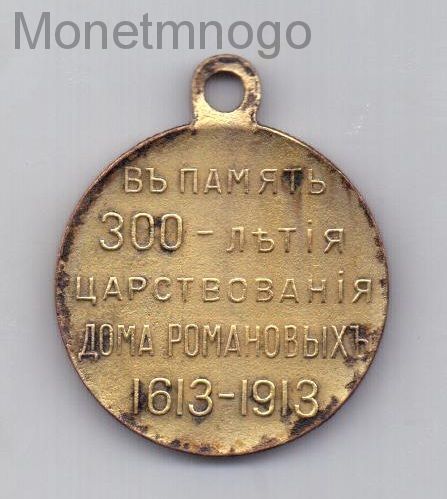 Monetmnogo
ВЪ ПАМЯТЬ
300-ЛѢТІЯ
ЦАРСТВОВАНІЯ
ДОМА РОМАНОВЫХЪ
1613-1913